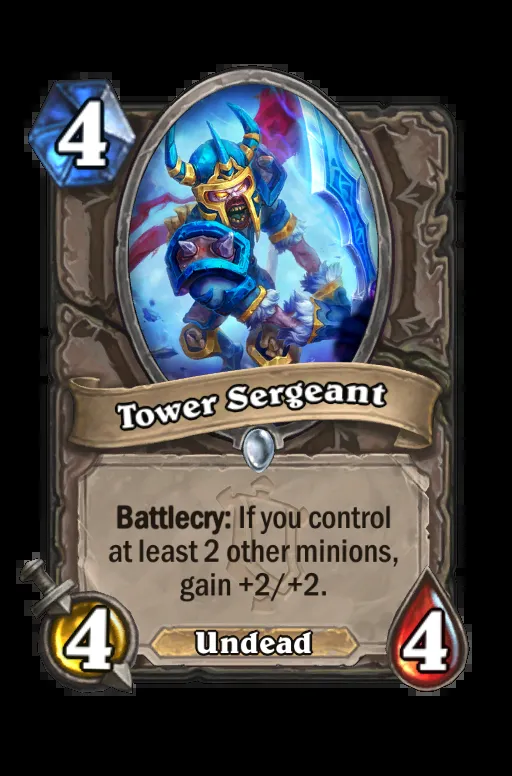 4
Tower Sergeant
Battlecry: If you control
at least 2 other minions,
gain +2/+2.
4
Undead
4